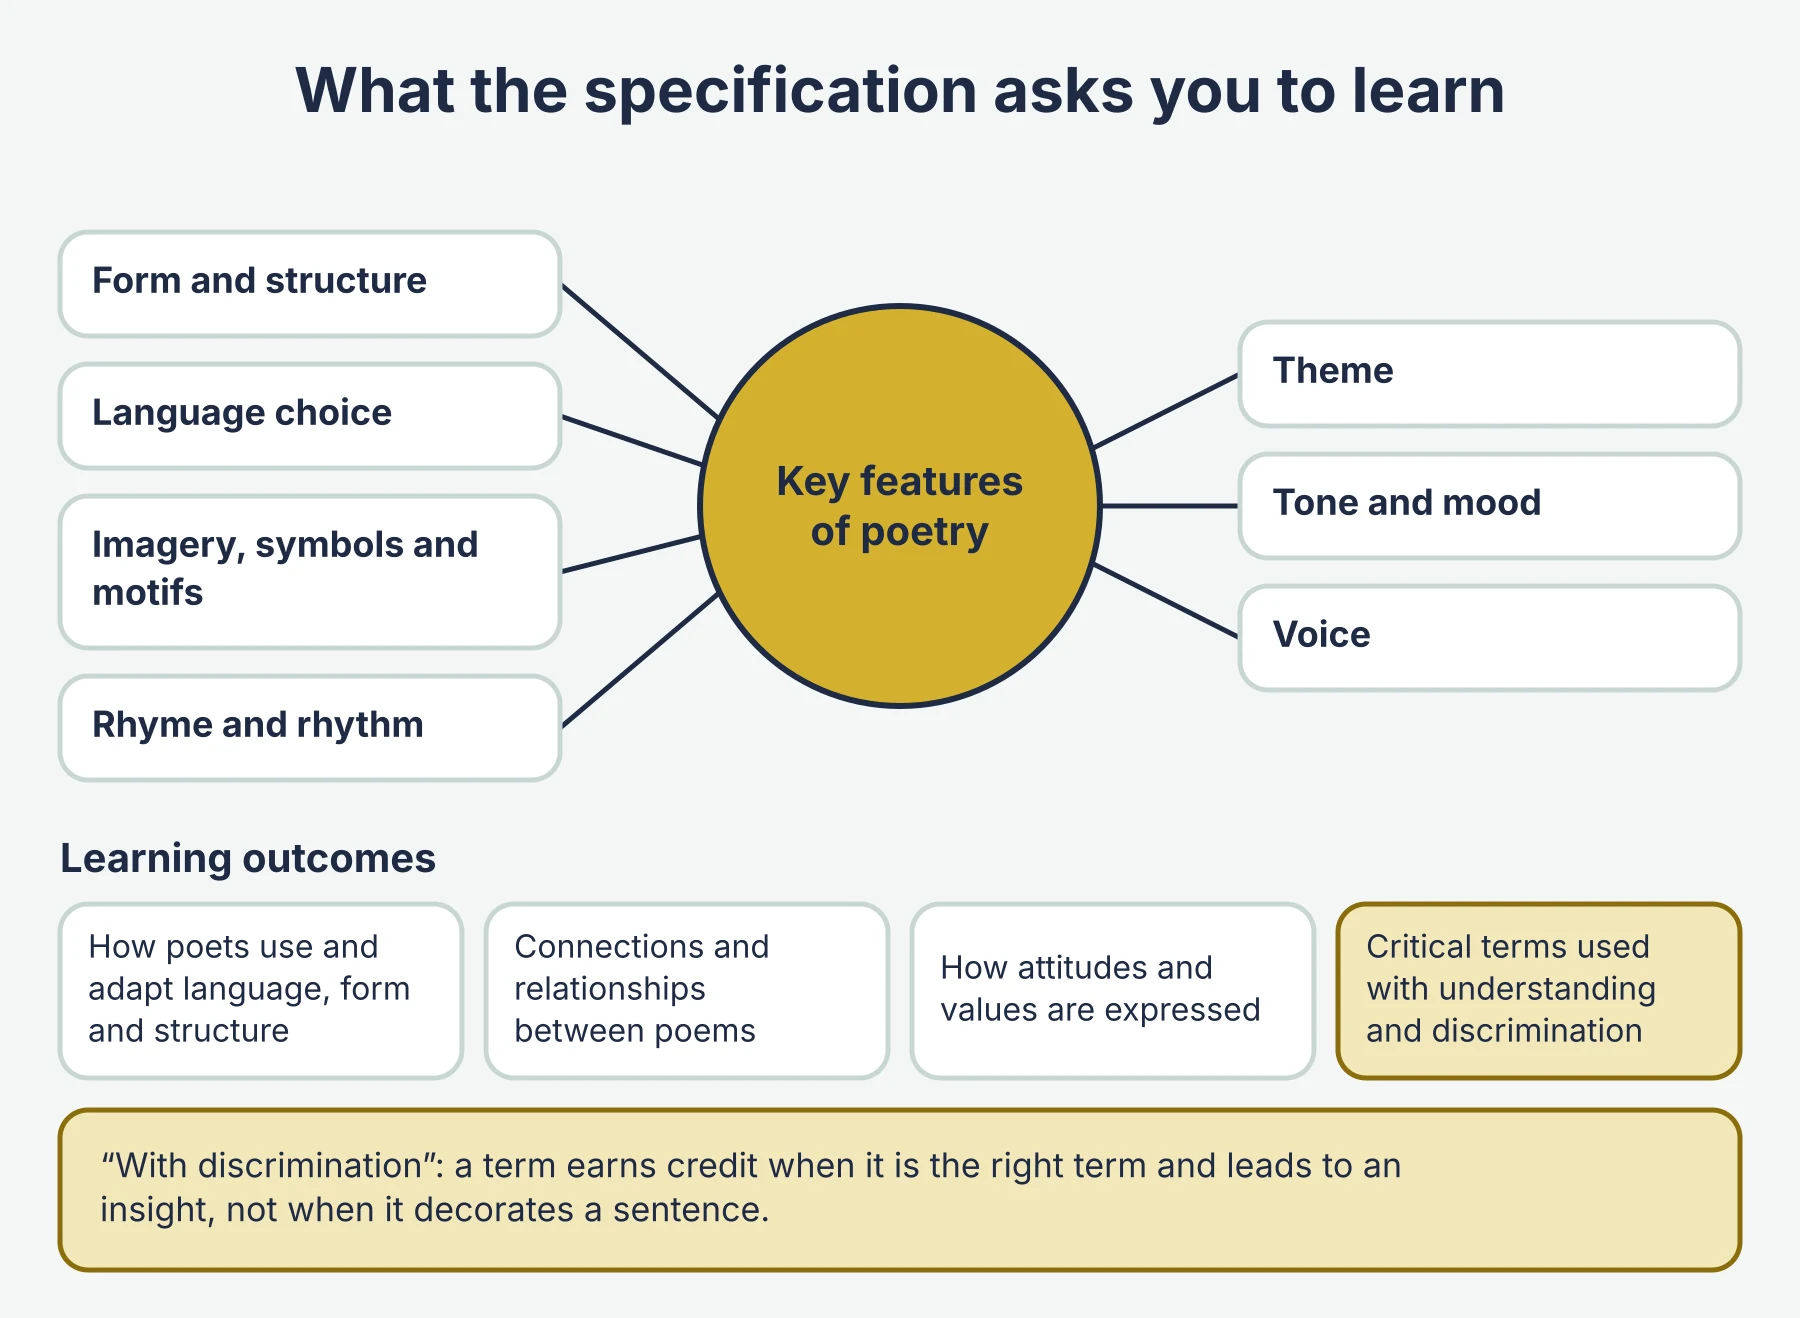 What the specification asks you to learn
Form and structure
Language choice
Imagery, symbols and
motifs
Rhyme and rhythm
Key features
of poetry
Theme
Tone and mood
Voice
Learning outcomes
How poets use and
adapt language, form
and structure
Connections and
relationships
between poems
How attitudes and
values are expressed
Critical terms used
with understanding
and discrimination
“With discrimination”: a term earns credit when it is the right term and leads to an
insight, not when it decorates a sentence.